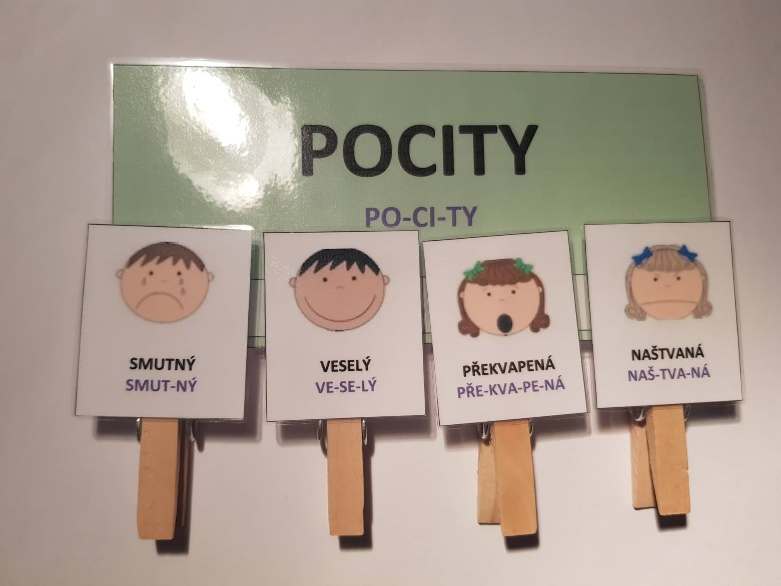 POCITY
PO-CI-TY
SMUTNÝ
SMUT-NÝ
VESELÝ
VE-SE-LÝ
PŘEKVAPENÁ
PŘE-KVA-PE-NÁ
NAŠTVANÁ
NAŠ-TVA-NÁ